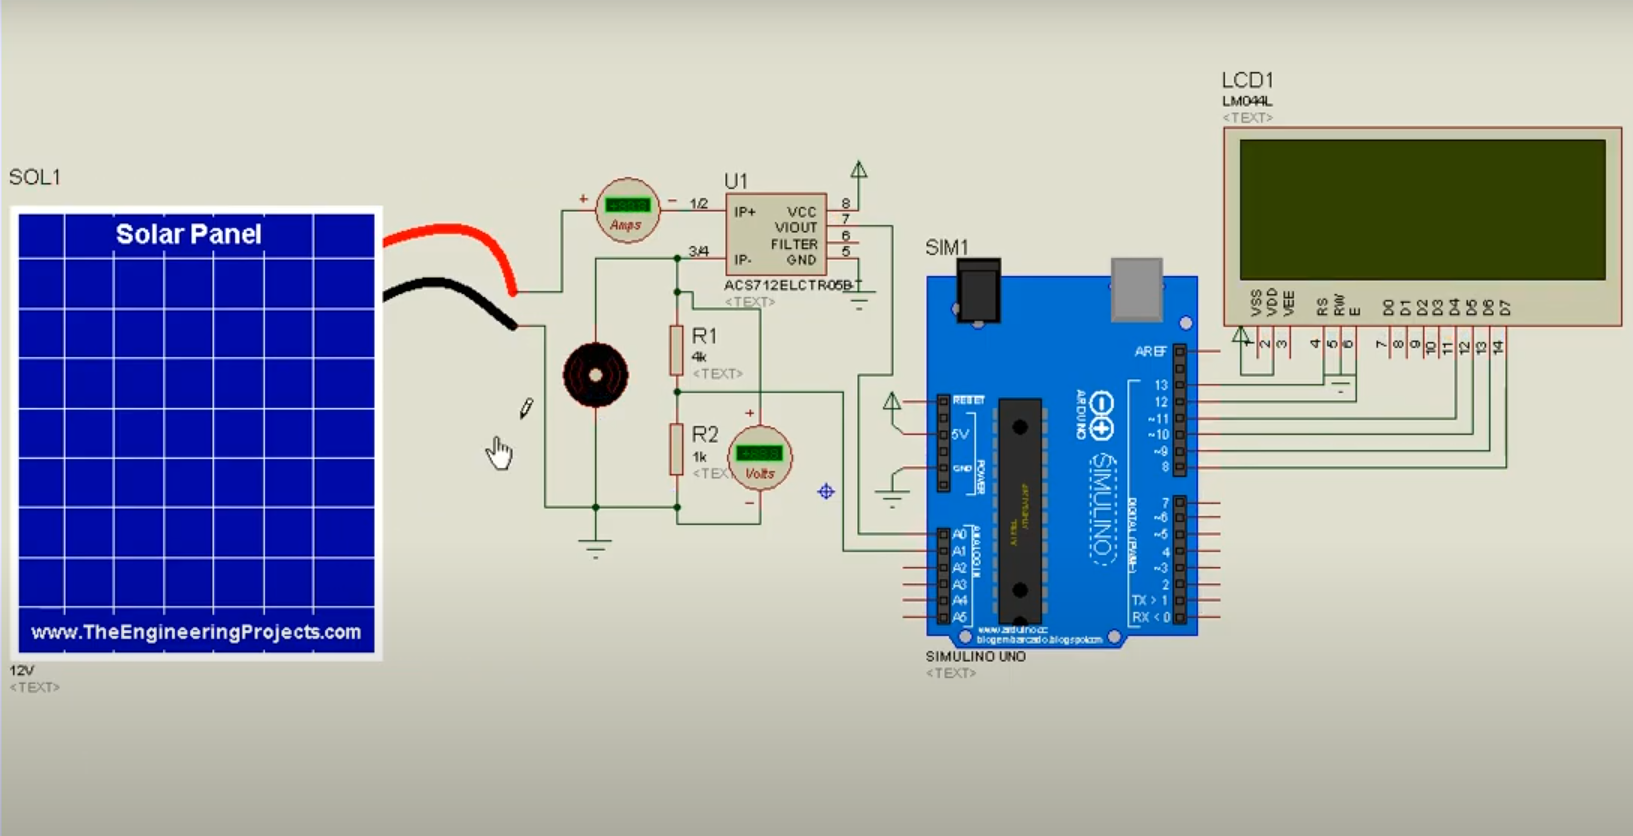 SOL1
Solar Panel
www.TheEngineeringProjects.com
12V
<TEXT>
+
-
Amps
U1
1/2
3/4
IP+
IP-
VCC
VIOUT
FILTER
GND
8
7
6
5
ACS712ELCTR05B-
<TEXT>
R1
4k
<TEXT>
R2
1k
<TEXT
+
Volts
-
SIM1
AREF
13
12
~11
~10
~9
8
7
~6
~5
4
~3
2
TX > 1
RX < 0
RESET
5V
GND
POWER
A0
A1
A2
A3
A4
A5
ANALOG IN
ARDUINO
SIMULINO
DIGITAL (PWM~)
www.arduino.cc
blogembarcado.blogspot.com
SIMULINO UNO
<TEXT>
LCD1
LM044L
<TEXT>
VSS
VDD
VEE
RS
RW
E
D0
D1
D2
D3
D4
D5
D6
D7
1
2
3
4
5
6
7
8
9
10
11
12
13
14